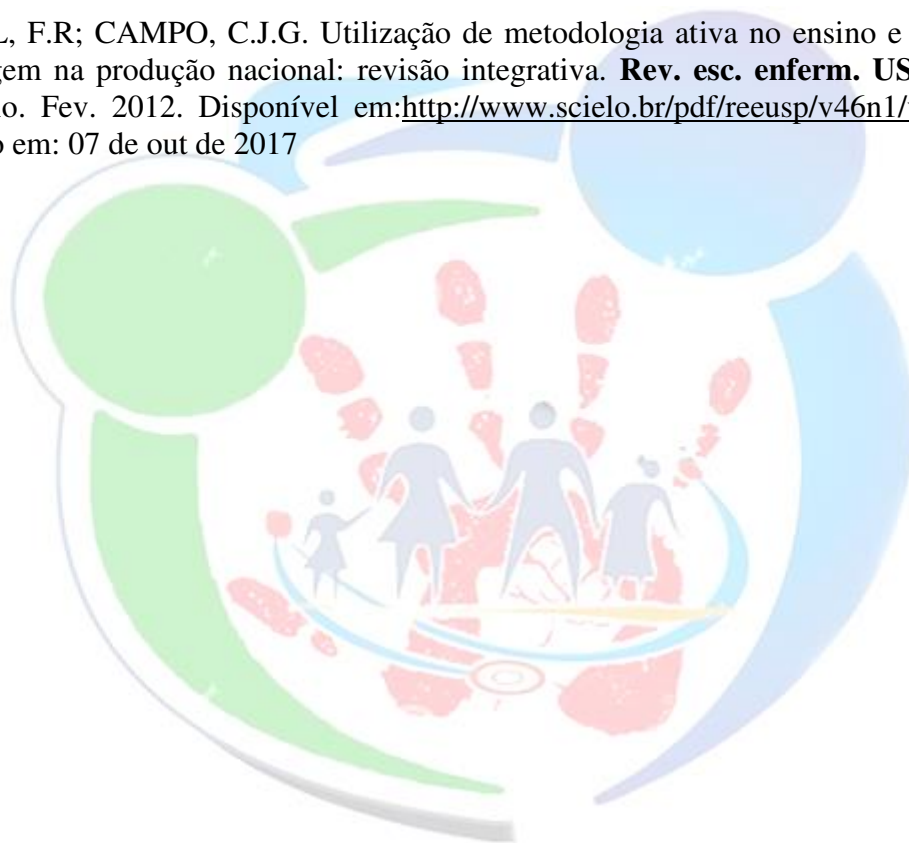 L, F.R; CAMPO, C.J.G. Utilização de metodologia ativa no ensino e
gem na produção nacional: revisão integrativa. Rev. esc. enferm. US
o. Fev. 2012. Disponível em:http://www.scielo.br/pdf/reeusp/v46n1/
o em: 07 de out de 2017